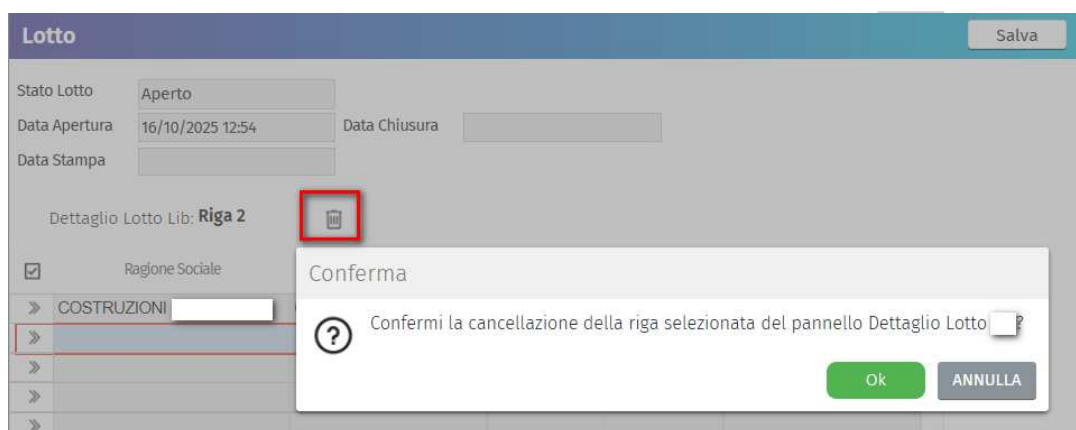 Lotto
Salva
Stato Lotto Aperto
Data Apertura 16/10/2025 12:54 Data Chiusura
Data Stampa
Dettaglio Lotto Lib: Riga 2
Ragione Sociale
Conferma
COSTRUZIONI
Confermi la cancellazione della riga selezionata del pannello Dettaglio Lotto ?
Ok ANNULLA